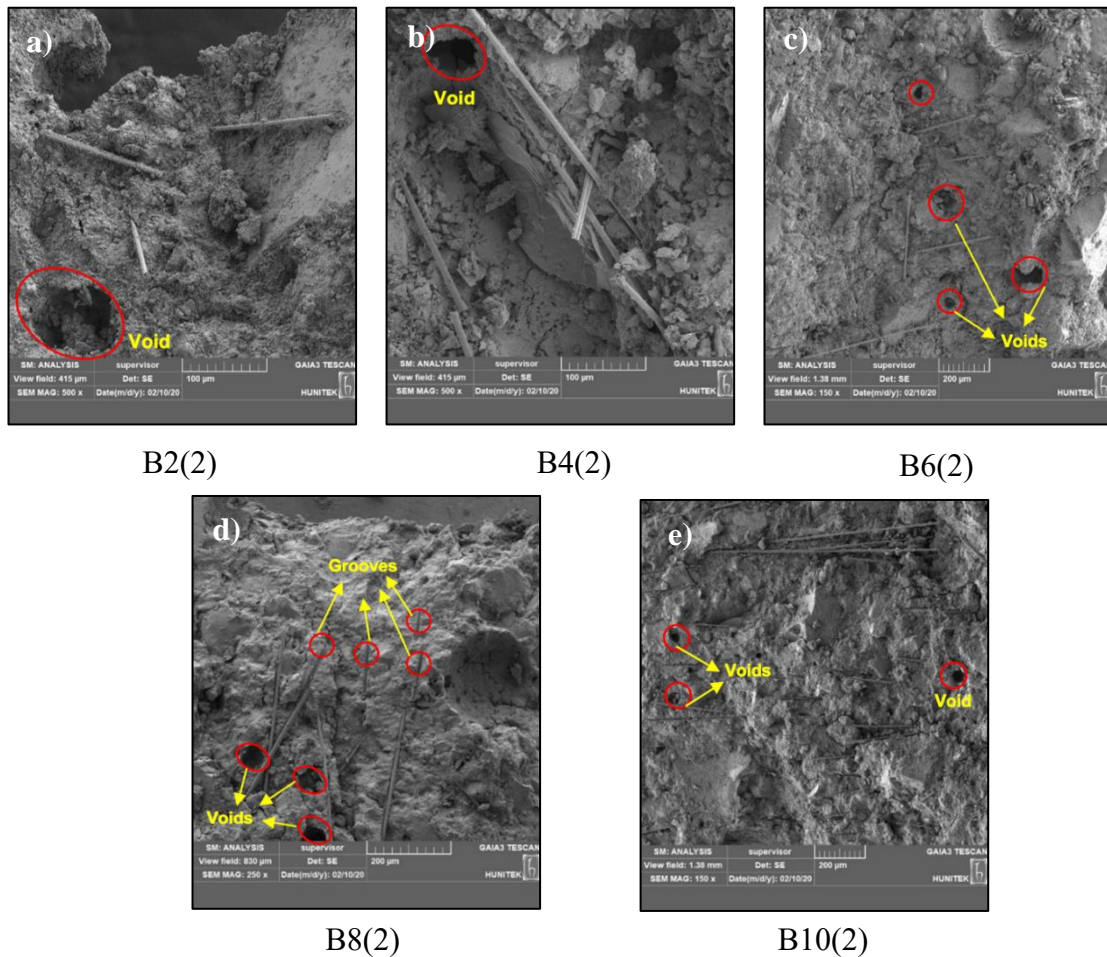 a)
Void
SM: ANALYSIS supervisor GAIA3 TESCAN
View field: 415 µm Det: SE 100 µm
SEM MAG: 500 x Date(m/d/y): 02/10/20 HUNITEK
b)
Void
SM: ANALYSIS supervisor GAIA3 TESCAN
View field: 415 µm Det: SE 100 µm
SEM MAG: 500 x Date(m/d/y): 02/10/20 HUNITEK
c)
Voids
SM: ANALYSIS supervisor GAIA3 TESCAN
View field: 1.38 mm Det: SE 200 µm
SEM MAG: 150 x Date(m/d/y): 02/10/20 HUNITEK
B2(2)
B4(2)
B6(2)
d)
Grooves
Voids
SM: ANALYSIS supervisor GAIA3 TESCAN
View field: 830 µm Det: SE 200 µm
SEM MAG: 250 x Date(m/d/y): 02/10/20 HUNITEK
e)
Voids
Void
SM: ANALYSIS supervisor GAIA3 TESCAN
View field: 1.38 mm Det: SE 200 µm
SEM MAG: 150 x Date(m/d/y): 02/10/20 HUNITEK
B8(2)
B10(2)